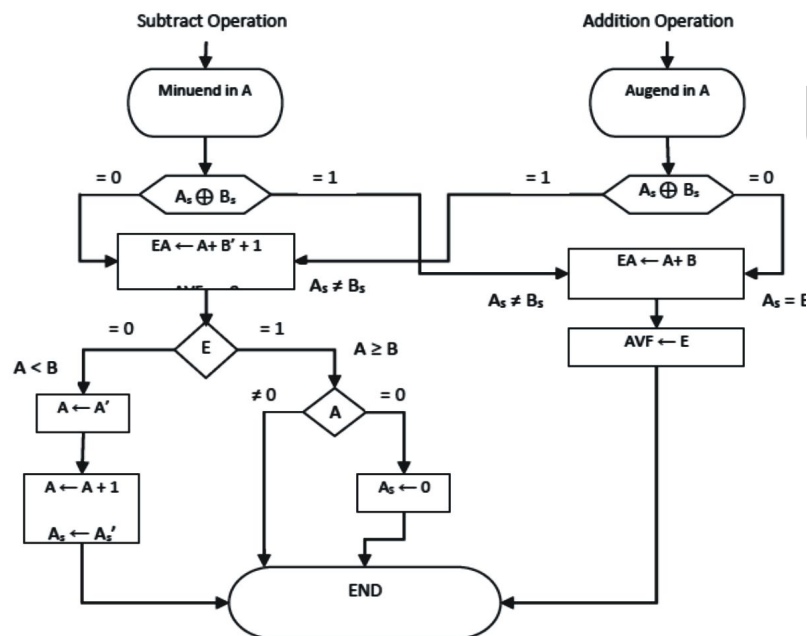 Subtract Operation
Addition Operation
Minuend in A
Augend in A
= 0
Aₛ ⊕ Bₛ
= 1
= 1
Aₛ ⊕ Bₛ
= 0
EA ← A+ B' + 1
EA ← A+ B
Aₛ ≠ Bₛ
Aₛ ≠ Bₛ
Aₛ = B
= 0
E
= 1
AVF ← E
A < B
A ≥ B
A ← A'
≠ 0
A
= 0
A ← A + 1
Aₛ ← Aₛ'
Aₛ ← 0
END